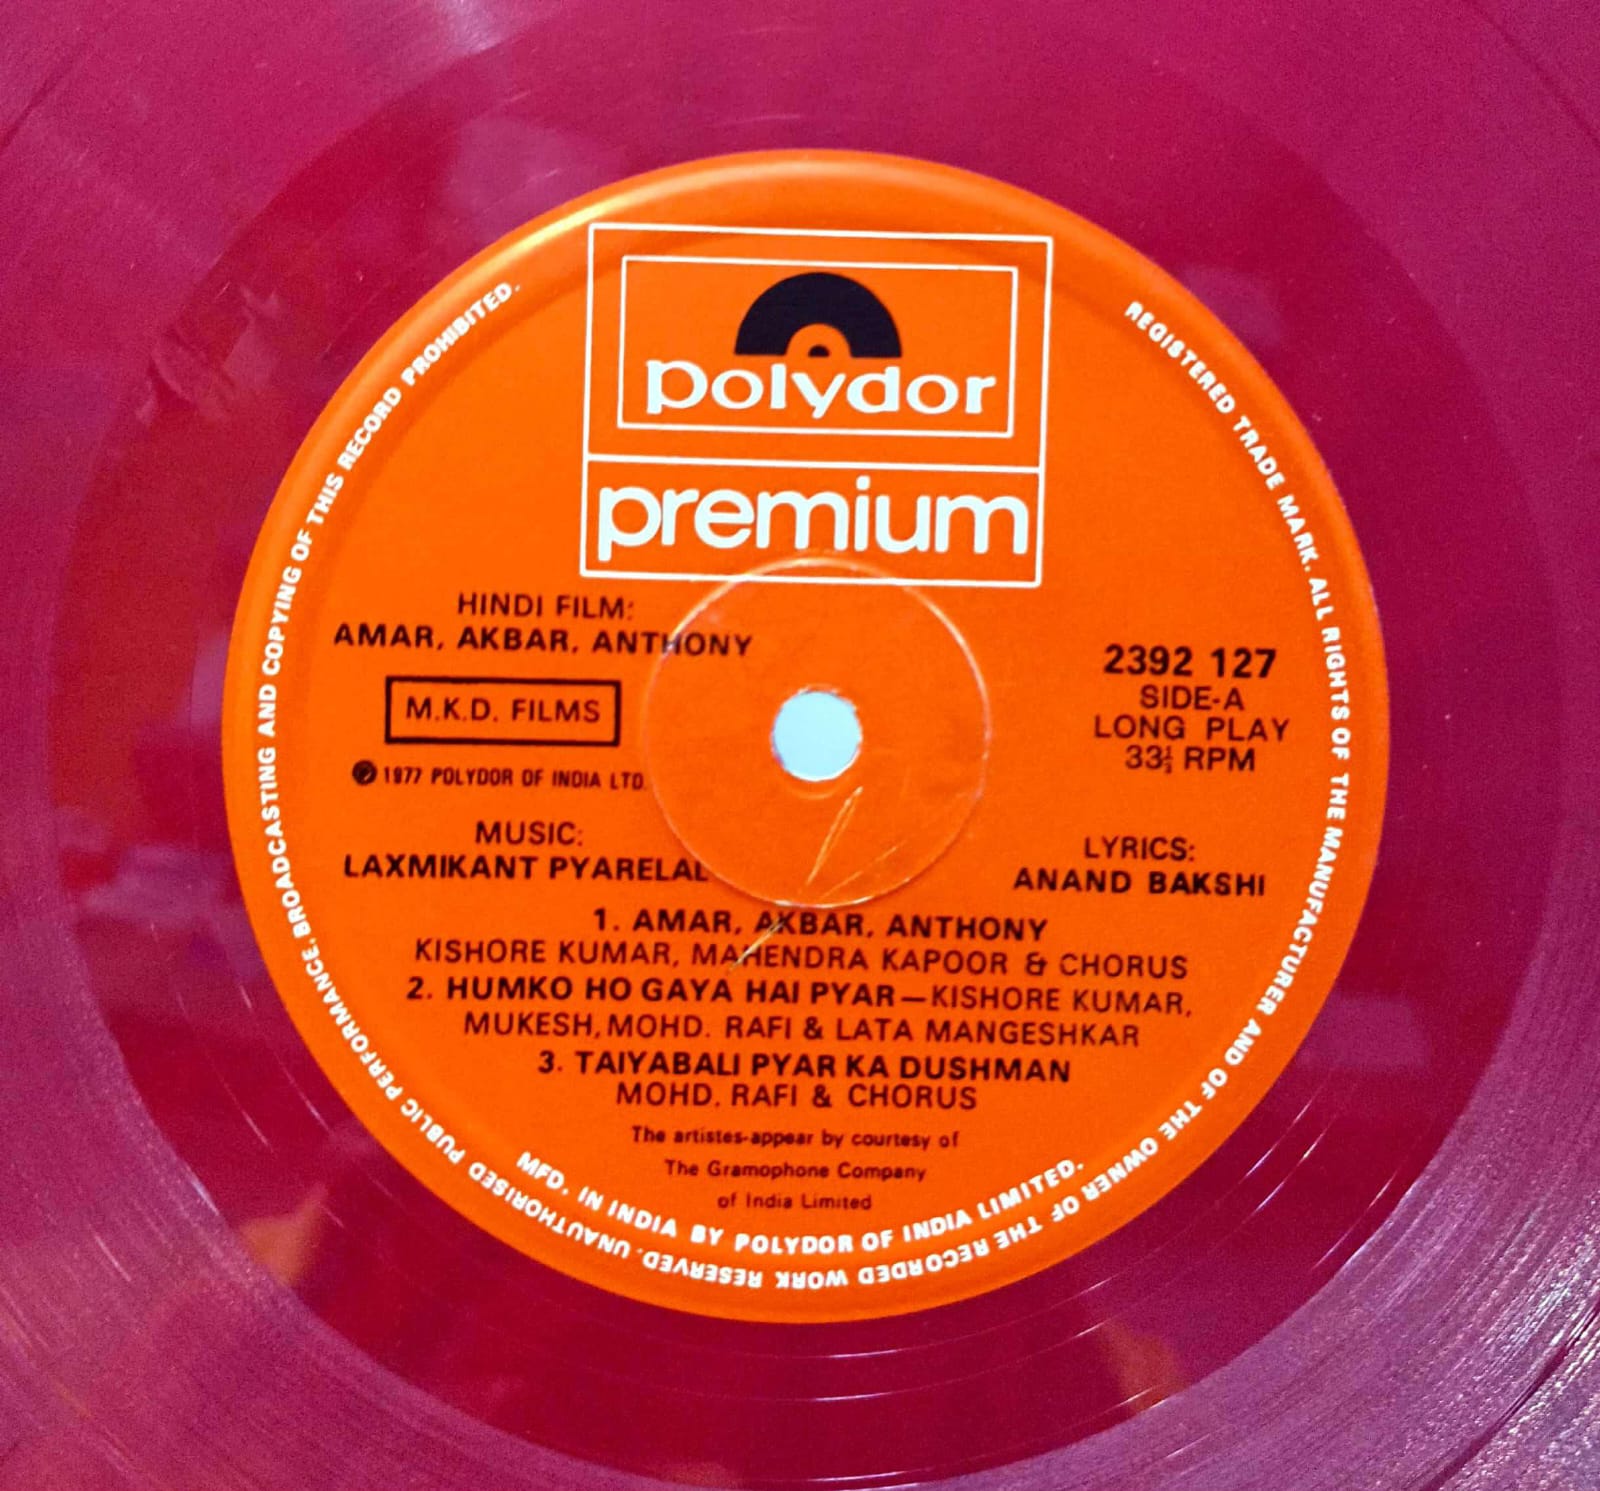 polydor
premium
HINDI FILM:
AMAR, AKBAR, ANTHONY
M.K.D. FILMS
Ⓟ 1977 POLYDOR OF INDIA LTD.
2392 127
SIDE-A
LONG PLAY
33⅓ RPM
MUSIC:
LAXMIKANT PYARELAL
LYRICS:
ANAND BAKSHI
1. AMAR, AKBAR, ANTHONY
KISHORE KUMAR, MAHENDRA KAPOOR & CHORUS
2. HUMKO HO GAYA HAI PYAR—KISHORE KUMAR,
MUKESH, MOHD. RAFI & LATA MANGESHKAR
3. TAIYABALI PYAR KA DUSHMAN
MOHD. RAFI & CHORUS
The artistes-appear by courtesy of
The Gramophone Company
of India Limited
MFD. IN INDIA BY POLYDOR OF INDIA LIMITED.
REGISTERED TRADE MARK. ALL RIGHTS OF THE MANUFACTURER AND OF THE OWNER OF THE RECORDED WORK RESERVED. UNAUTHORISED PUBLIC PERFORMANCE, BROADCASTING AND COPYING OF THIS RECORD PROHIBITED.